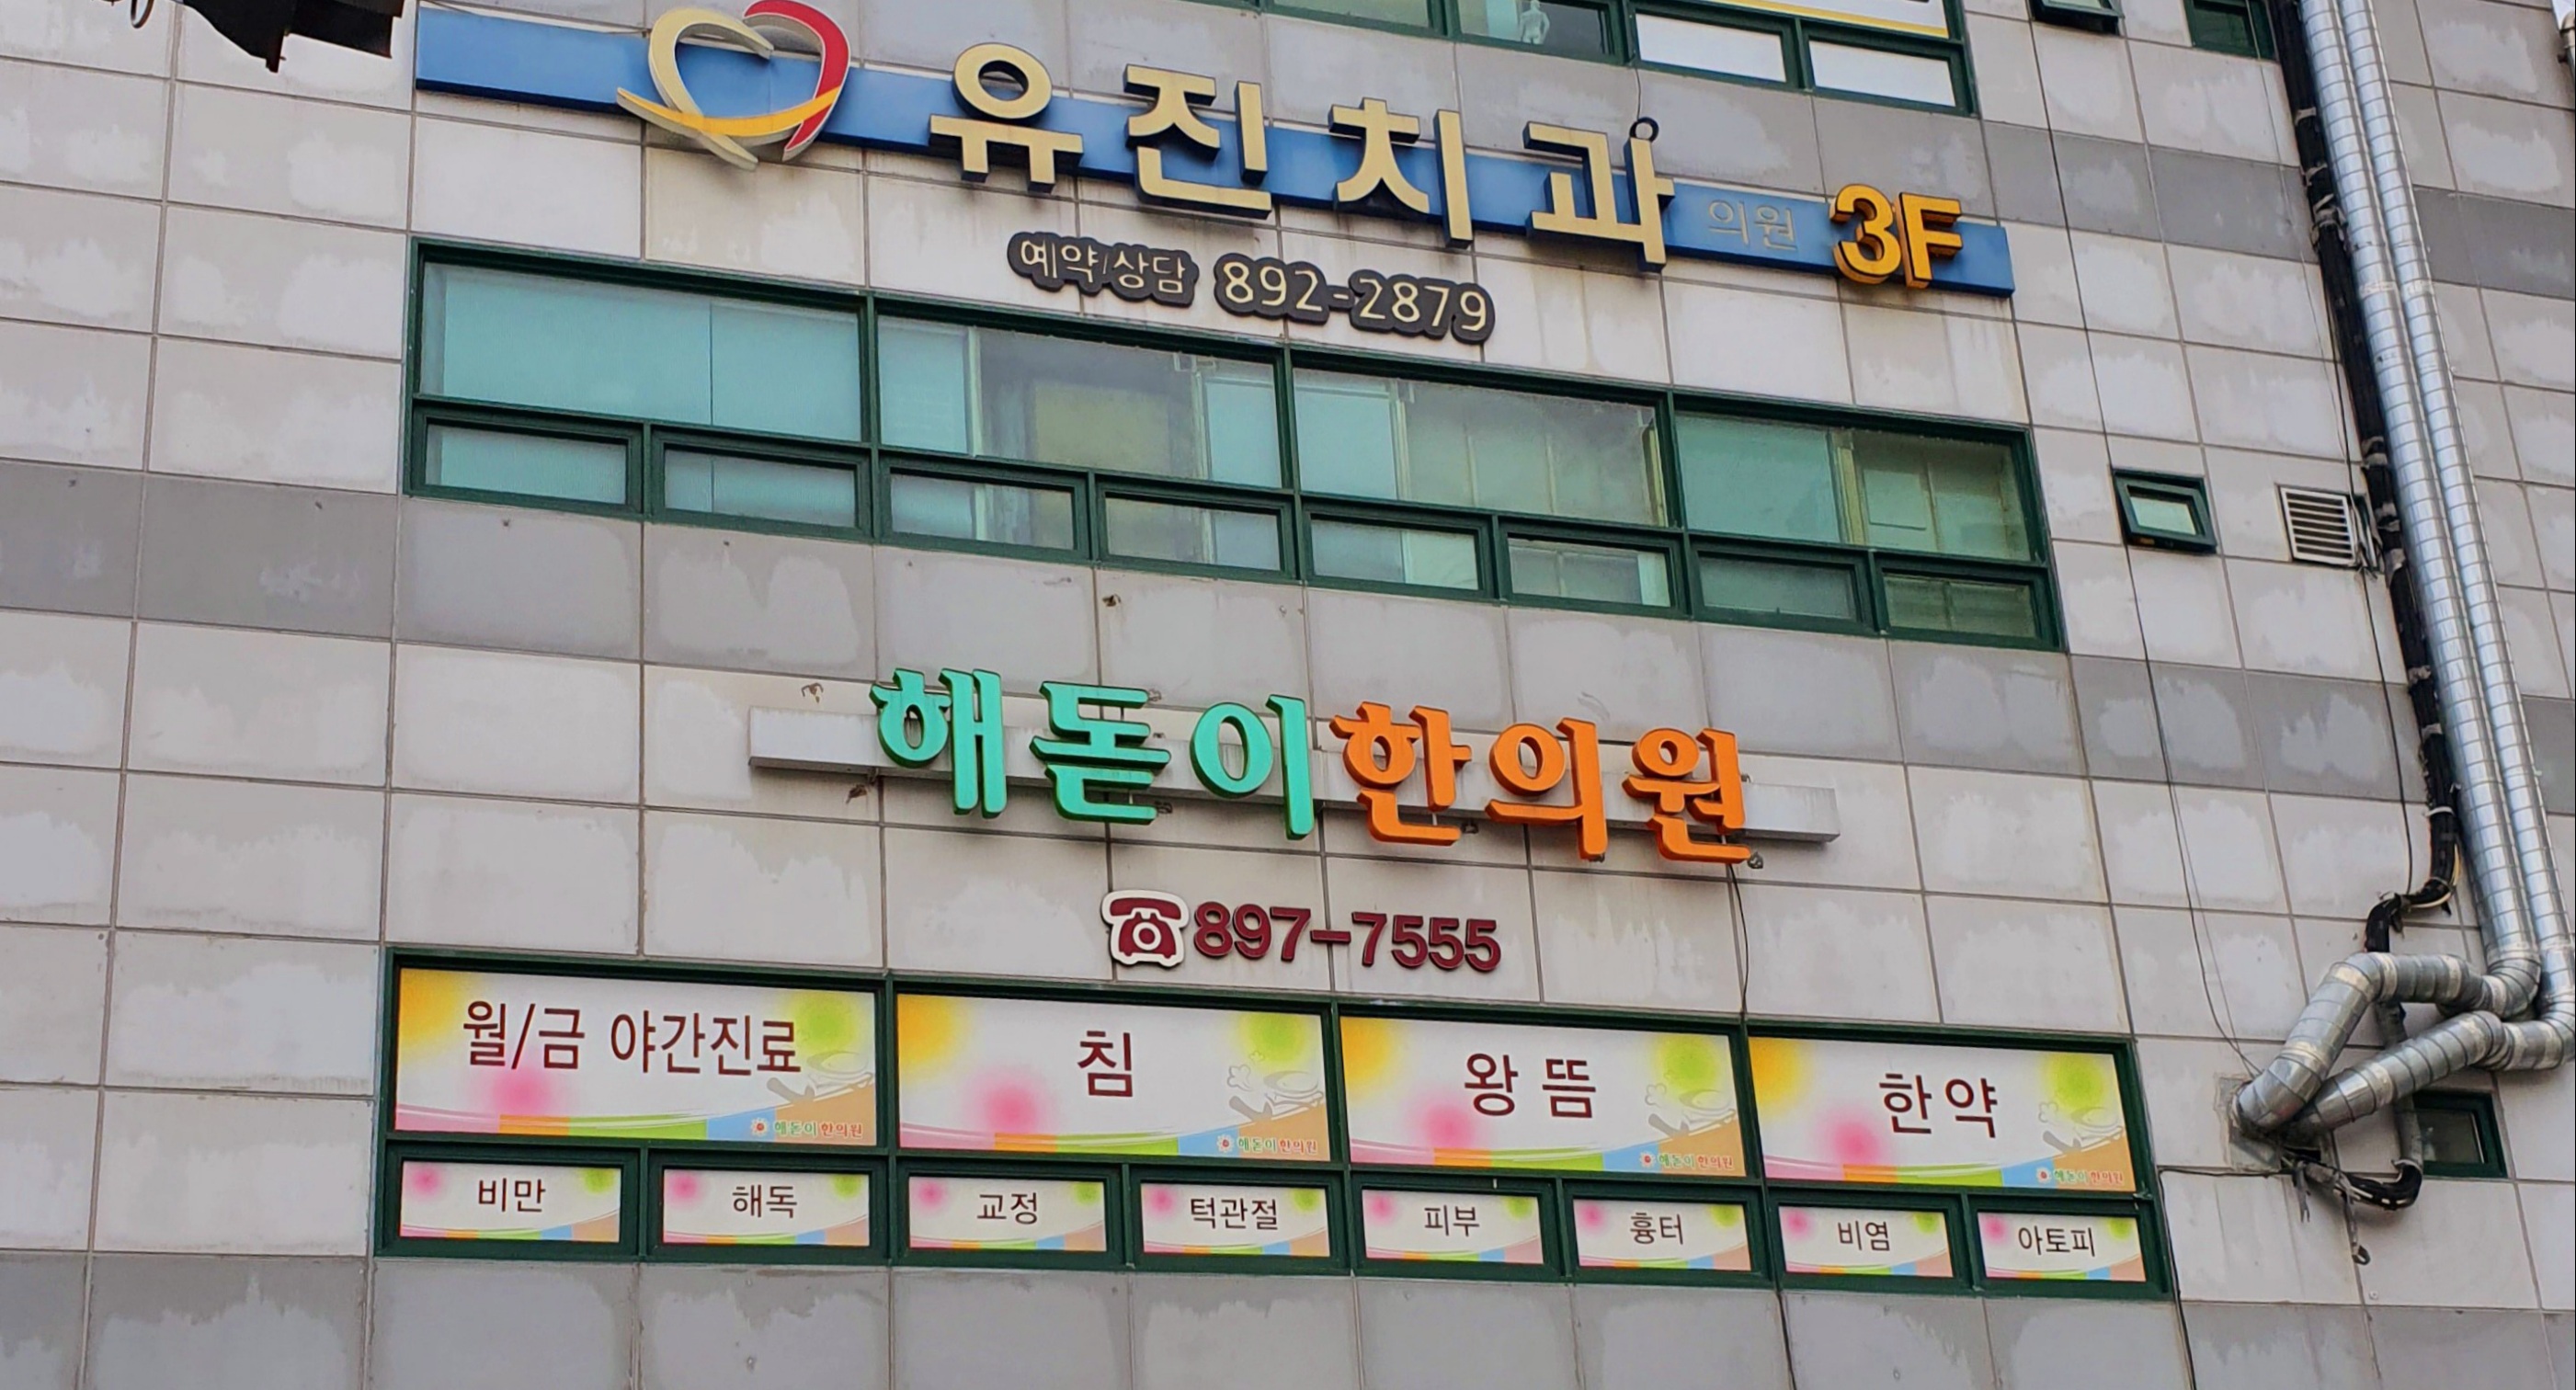 유진치과 의원 3F
예약/상담 892-2879
해돋이한의원
897-7555
월/금 야간진료
해돋이한의원
침
해돋이한의원
왕뜸
해돋이한의원
한약
해돋이한의원
비만
해독
교정
턱관절
피부
흉터
비염
아토피